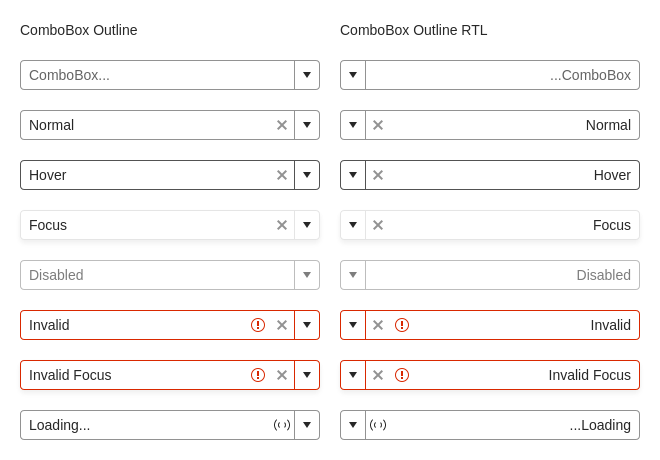 ComboBox Outline
ComboBox...
Normal
Hover
Focus
Disabled
Invalid
Invalid Focus
Loading...
ComboBox Outline RTL
...ComboBox
Normal
Hover
Focus
Disabled
Invalid
Invalid Focus
...Loading